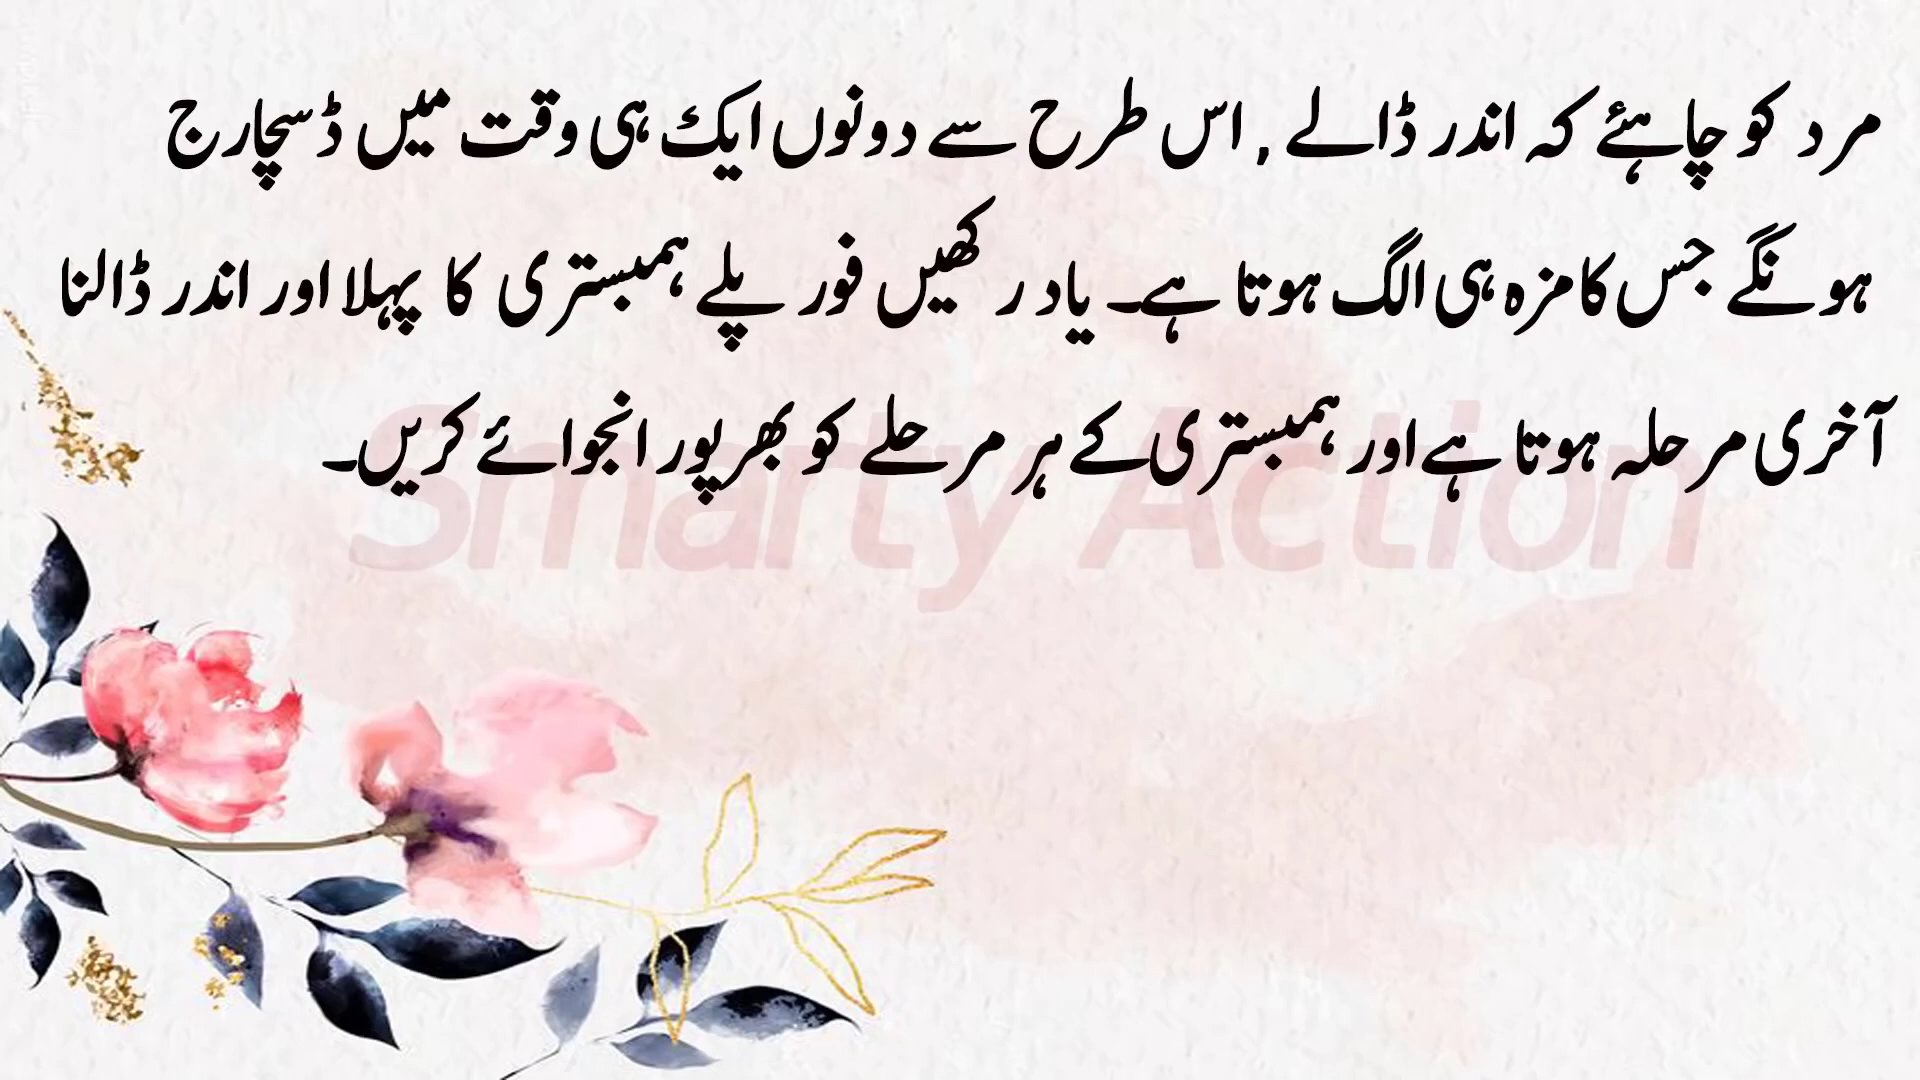 مرد کو چاہئے کہ اندر ڈالے , اس طرح سے دونوں ایک ہی وقت میں ڈسچارج
ہونگے جس کا مزہ ہی الگ ہوتا ہے۔ یاد رکھیں فور پلے ہمبستری کا پہلا اور اندر ڈالنا
آخری مرحلہ ہوتا ہے اور ہمبستری کے ہر مرحلے کو بھرپور انجوائے کریں۔
Smarty Action